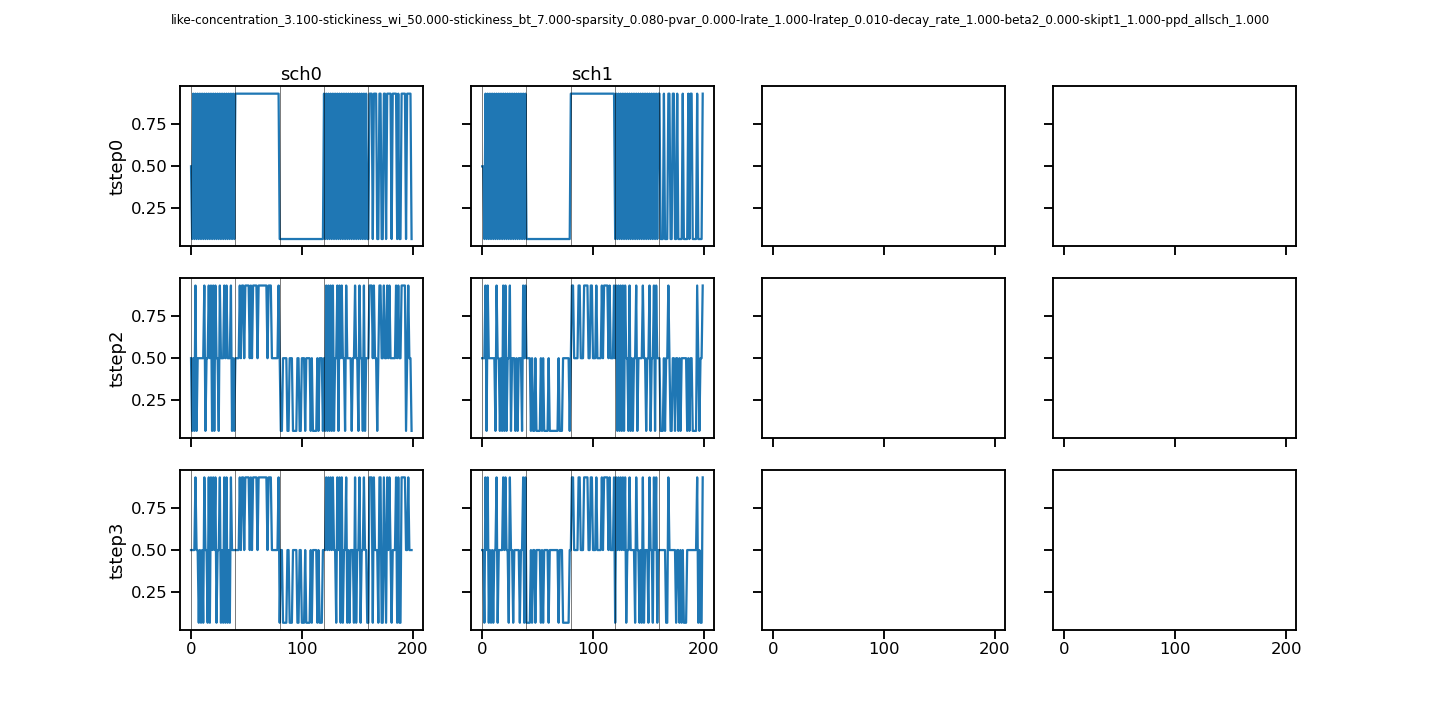 like-concentration_3.100-stickiness_wi_50.000-stickiness_bt_7.000-sparsity_0.080-pvar_0.000-lrate_1.000-lratep_0.010-decay_rate_1.000-beta2_0.000-skipt1_1.000-ppd_allsch_1.000
sch0 sch1
tstep0 0.75
0.50
0.25
tstep2 0.75
0.50
0.25
tstep3 0.75
0.50
0.25
0 100 200 0 100 200 0 100 200 0 100 200